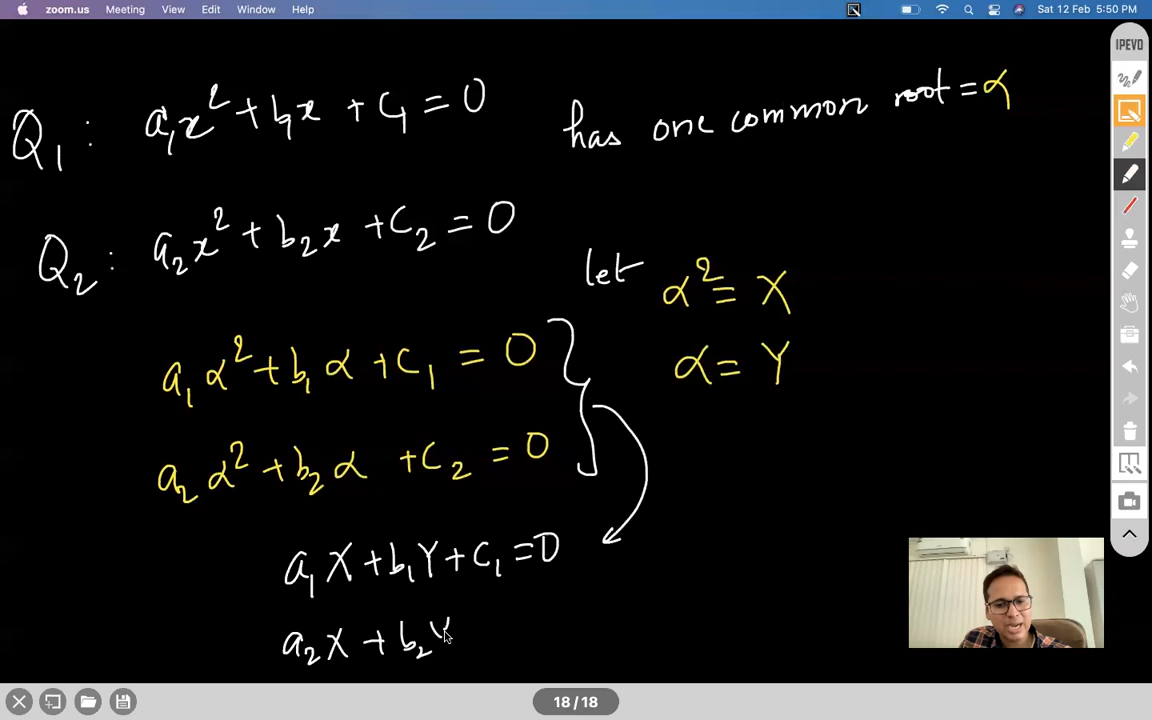 zoom.us Meeting View Edit Window Help Sat 12 Feb 5:50 PM
IPEVO
Q₁ : a₁x² + b₁x + c₁ = 0 has one common root = α
Q₂ : a₂x² + b₂x + c₂ = 0
let α² = X
α = Y
a₁α² + b₁α + c₁ = 0
a₂α² + b₂α + c₂ = 0
a₁X + b₁Y + c₁ = 0
a₂X + b₂Y
18 / 18